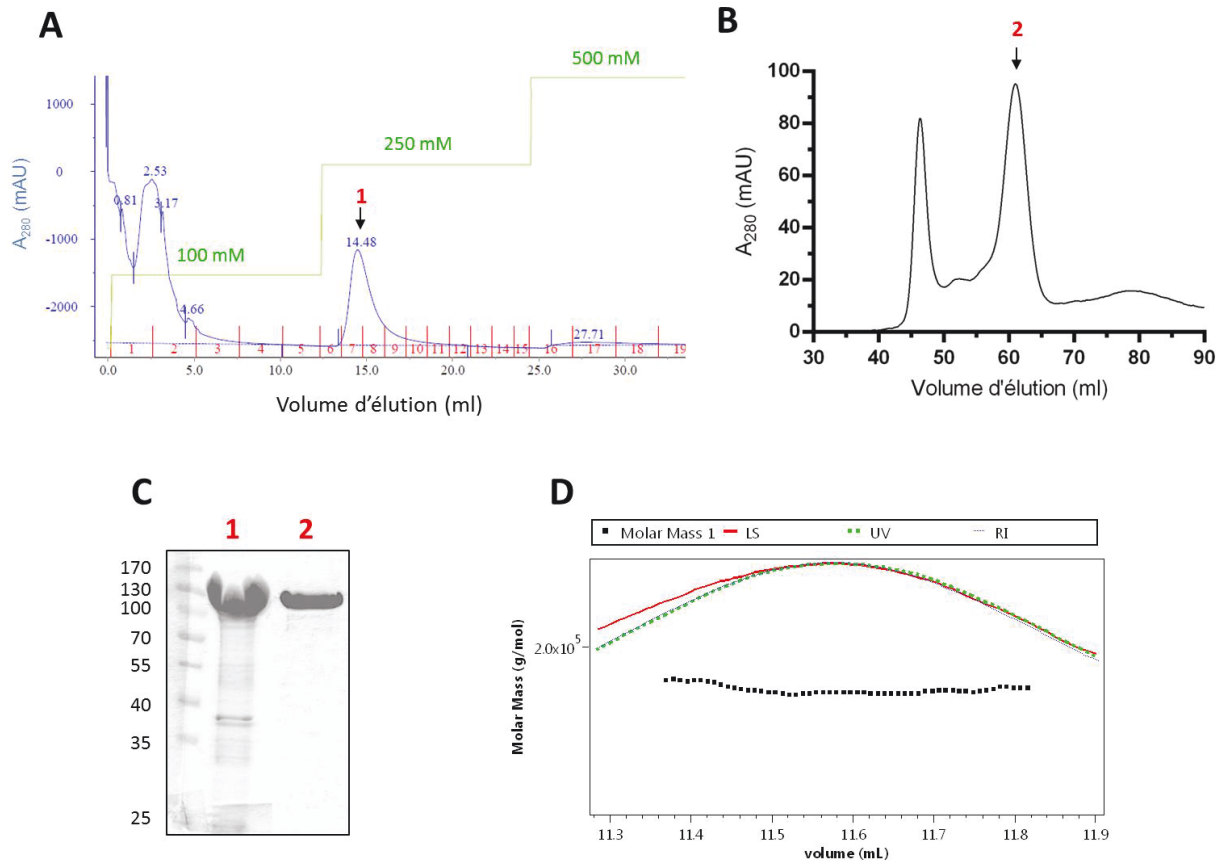 A
1000
0
-1000
-2000
A280 (mAU)
0.81
2.53
3.17
4.66
100 mM
250 mM
500 mM
1
14.48
27.71
1 2 3 4 5 6 7 8 9 10 11 12 13 14 15 16 17 18 19
0.0 5.0 10.0 15.0 20.0 25.0 30.0
Volume d’élution (ml)
B
2
100
80
60
40
20
0
A280 (mAU)
30 40 50 60 70 80 90
Volume d'élution (ml)
C
1 2
170
130
100
70
55
40
35
25
D
Molar Mass 1 LS UV RI
2.0x10^5
Molar Mass (g/mol)
11.3 11.4 11.5 11.6 11.7 11.8 11.9
volume (mL)